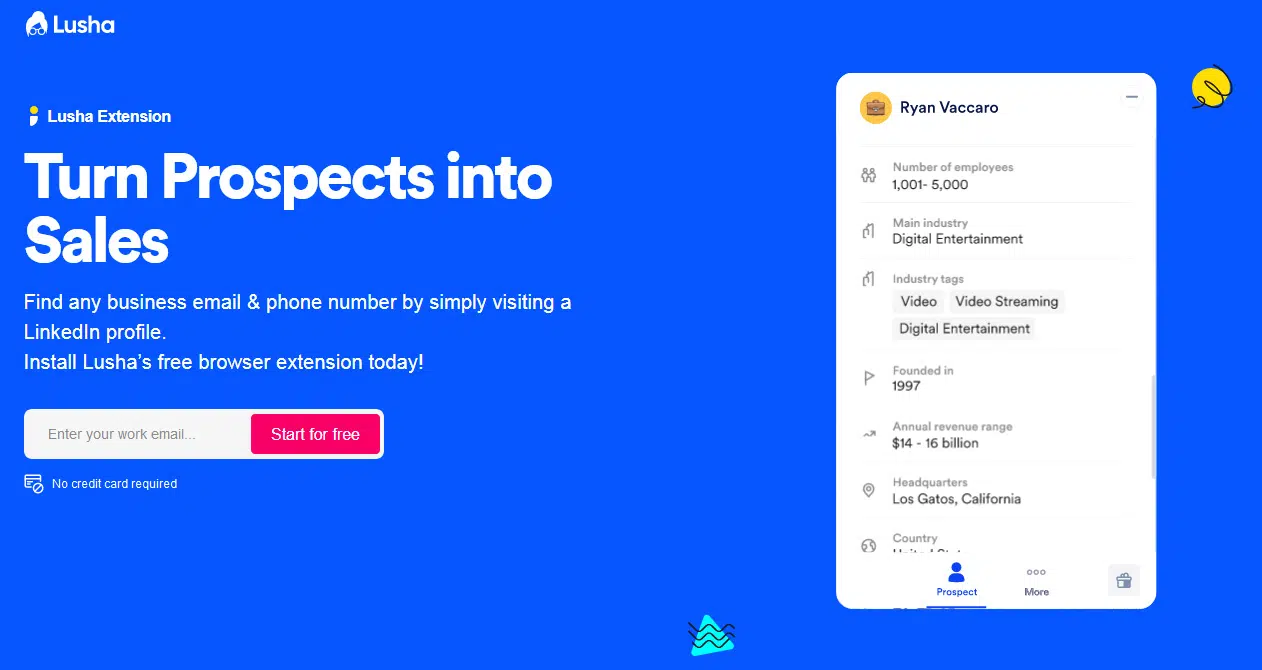 Lusha
Lusha Extension
Turn Prospects into
Sales
Find any business email & phone number by simply visiting a
LinkedIn profile.
Install Lusha’s free browser extension today!
Enter your work email...
Start for free
No credit card required
Ryan Vaccaro
Number of employees
1,001- 5,000
Main industry
Digital Entertainment
Industry tags
Video
Video Streaming
Digital Entertainment
Founded in
1997
Annual revenue range
$14 - 16 billion
Headquarters
Los Gatos, California
Country
Prospect
More